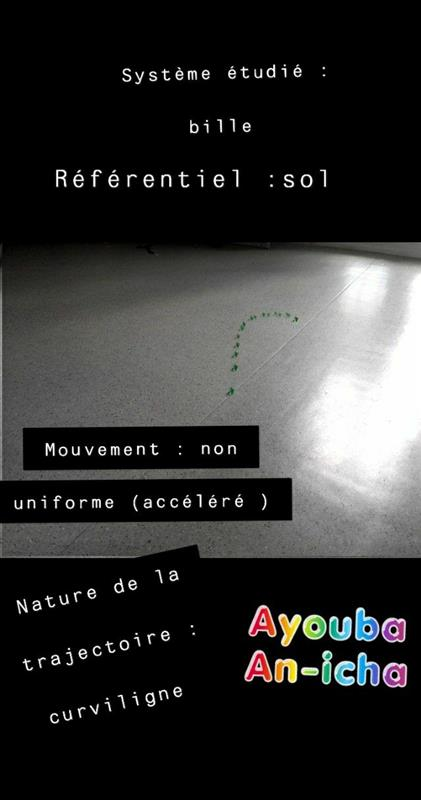 Système étudié :
bille
Référentiel :sol
Mouvement : non
uniforme (accéléré )
Nature de la
trajectoire :
curviligne
Ayouba
An-icha